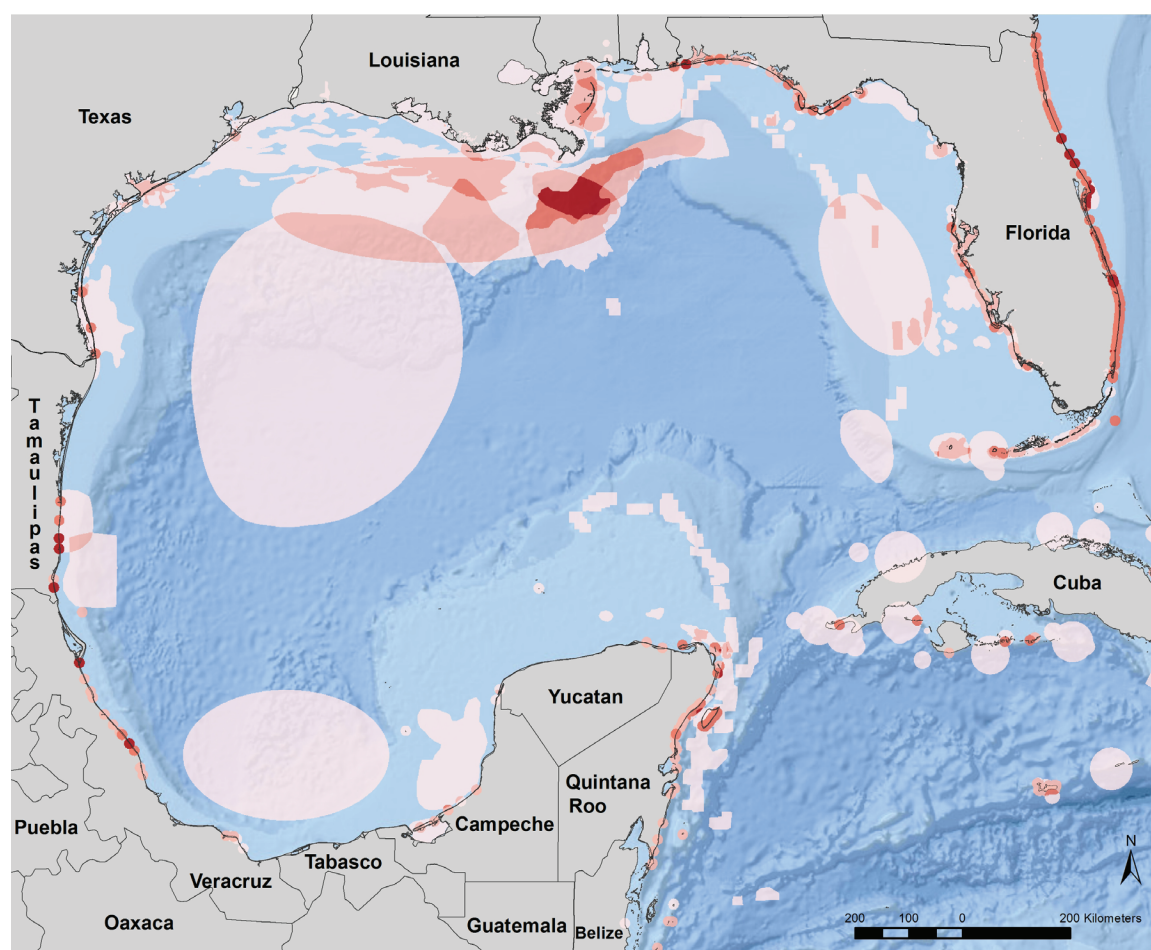 Louisiana
Texas
Florida
Tamaulipas
Cuba
Yucatan
Quintana
Roo
Puebla
Campeche
Tabasco
Veracruz
Oaxaca
Guatemala
Belize
N
200 100 0 200 Kilometers